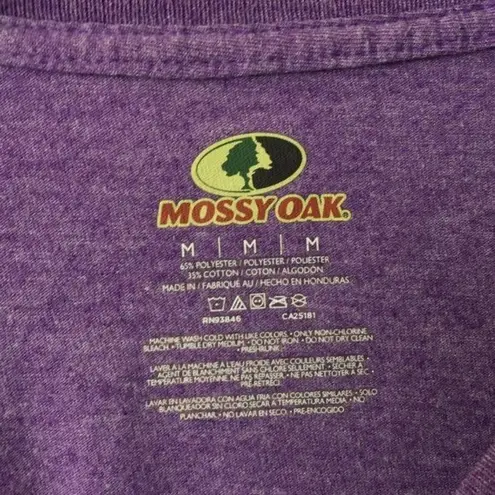 MOSSY OAK.
M | M | M
65% POLYESTER / POLYESTER / POLIÉSTER
35% COTTON / COTON / ALGODÓN
MADE IN / FABRIQUÉ AU / HECHO EN HONDURAS
RN93846 CA25181
MACHINE WASH COLD WITH LIKE COLORS • ONLY NON-CHLORINE
BLEACH • TUMBLE DRY MEDIUM • DO NOT IRON • DO NOT DRY CLEAN
PRESHRUNK
LAVER À LA MACHINE A L'EAU FROIDE AVEC COULEURS SEMBLABLES •
AGENT DE BLANCHIMENT SANS CHLORE SEULEMENT • SÉCHER À
TEMPÉRATURE MOYENNE, NE PAS REPASSER • NE PAS NETTOYER A SEC •
PRÉ-RÉTRÉCI
LAVAR EN LAVADORA CON AGUA FRIA CON COLORES SIMILARES • SOLO
BLANQUEADOR SIN CLORO SECAR A TEMPERATURA MEDIA • NO
PLANCHAR • NO LAVAR EN SECO • PRE-ENCOGIDO